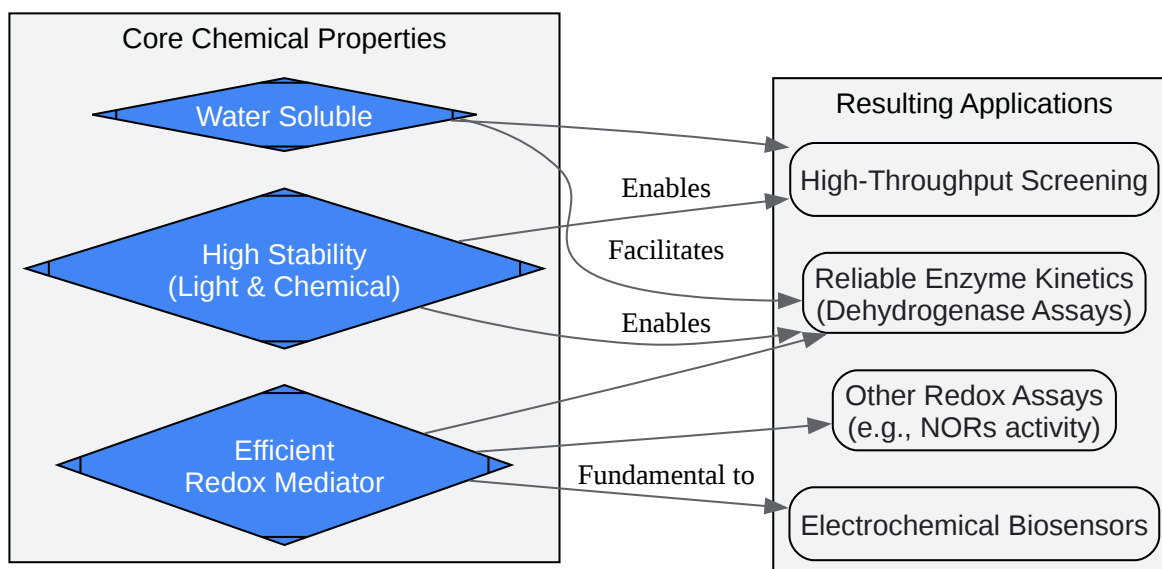 Core Chemical Properties
Water Soluble
High Stability
(Light & Chemical)
Efficient
Redox Mediator
Enables
Facilitates
Enables
Fundamental to
Resulting Applications
High-Throughput Screening
Reliable Enzyme Kinetics
(Dehydrogenase Assays)
Other Redox Assays
(e.g., NORs activity)
Electrochemical Biosensors